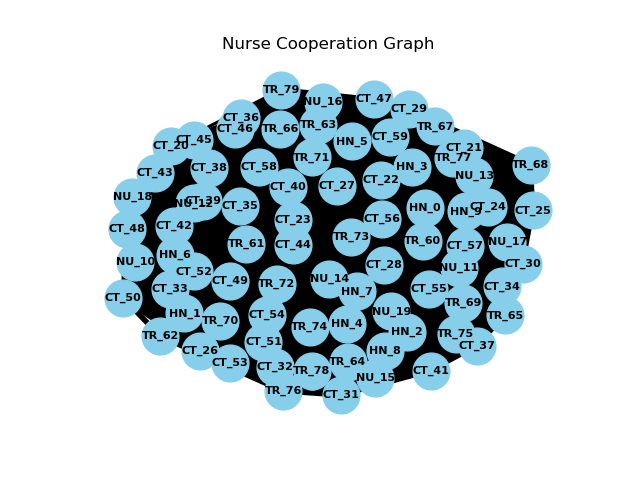 Nurse Cooperation Graph
TR_79
NU_16
CT_47
CT_29
CT_36
CT_46
TR_66
TR_63
HN_5
CT_59
TR_67
CT_20
CT_45
CT_21
TR_77
TR_71
TR_68
CT_43
CT_38
CT_58
HN_3
NU_13
CT_40
CT_27
CT_22
NU_18
NU_12
CT_39
CT_35
HN_0
HN_9
CT_24
CT_25
CT_48
CT_42
CT_23
CT_56
TR_61
CT_44
TR_73
TR_60
CT_57
NU_17
NU_10
HN_6
CT_52
CT_28
NU_11
CT_30
CT_50
CT_33
CT_49
TR_72
NU_14
HN_7
CT_55
CT_34
TR_69
HN_1
TR_70
CT_54
TR_74
HN_4
NU_19
TR_65
TR_62
CT_26
CT_51
HN_2
TR_75
CT_37
CT_53
CT_32
TR_78
TR_64
HN_8
NU_15
CT_41
TR_76
CT_31